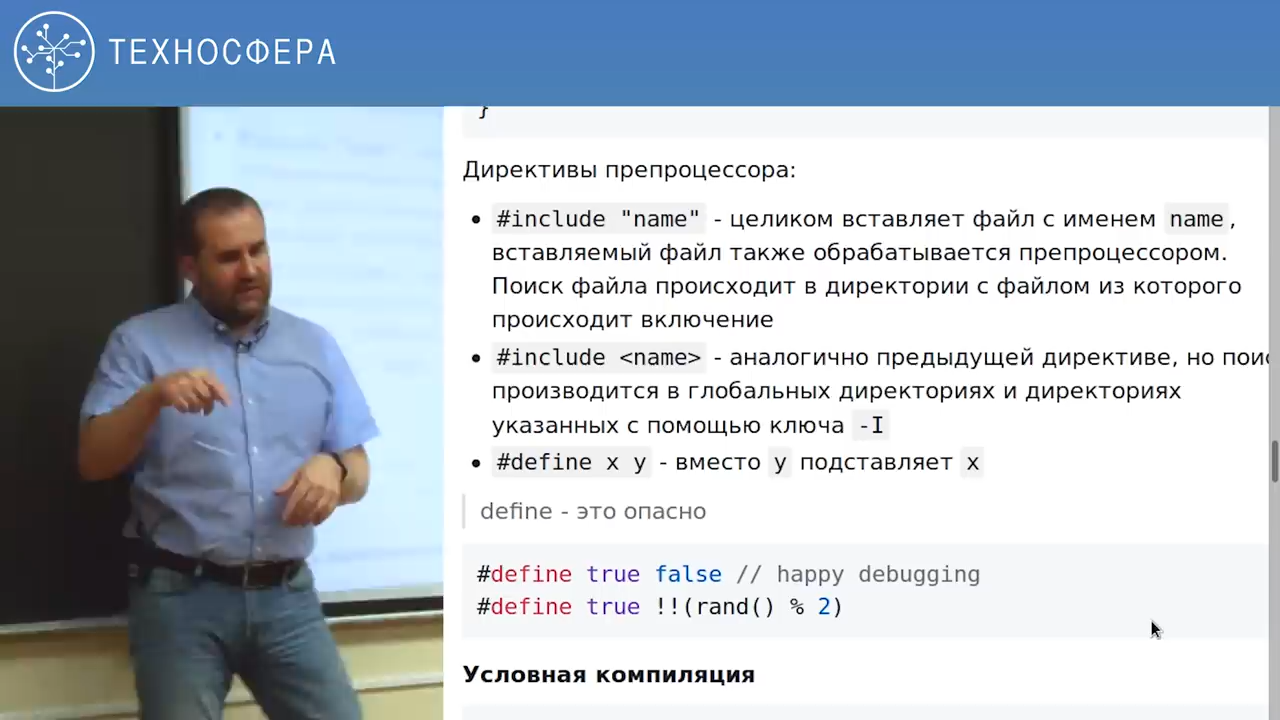 ТЕХНОСФЕРА
}
Директивы препроцессора:
• #include "name" - целиком вставляет файл с именем name,
вставляемый файл также обрабатывается препроцессором.
Поиск файла происходит в директории с файлом из которого
происходит включение
• #include <name> - аналогично предыдущей директиве, но поис
производится в глобальных директориях и директориях
указанных с помощью ключа -I
• #define x y - вместо y подставляет x
define - это опасно
#define true false // happy debugging
#define true !!(rand() % 2)
Условная компиляция